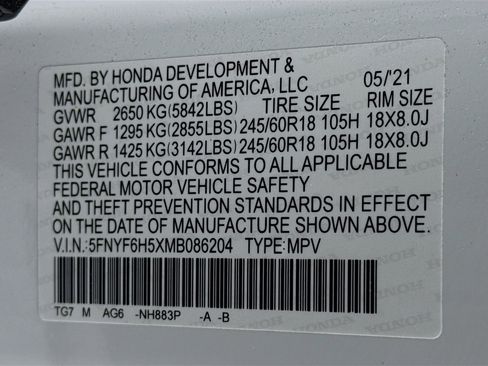 MFD. BY HONDA DEVELOPMENT &
MANUFACTURING OF AMERICA, LLC 05/'21
GVWR 2650 KG(5842LBS) TIRE SIZE RIM SIZE
GAWR F 1295 KG(2855LBS)245/60R18 105H 18X8.0J
GAWR R 1425 KG(3142LBS)245/60R18 105H 18X8.0J
THIS VEHICLE CONFORMS TO ALL APPLICABLE
FEDERAL MOTOR VEHICLE SAFETY
AND THEFT PREVENTION STANDARDS IN EFFECT
ON THE DATE OF MANUFACTURE SHOWN ABOVE.
V.I.N.:5FNYF6H5XMB086204 TYPE:MPV
TG7 M AG6 -NH883P -A -B